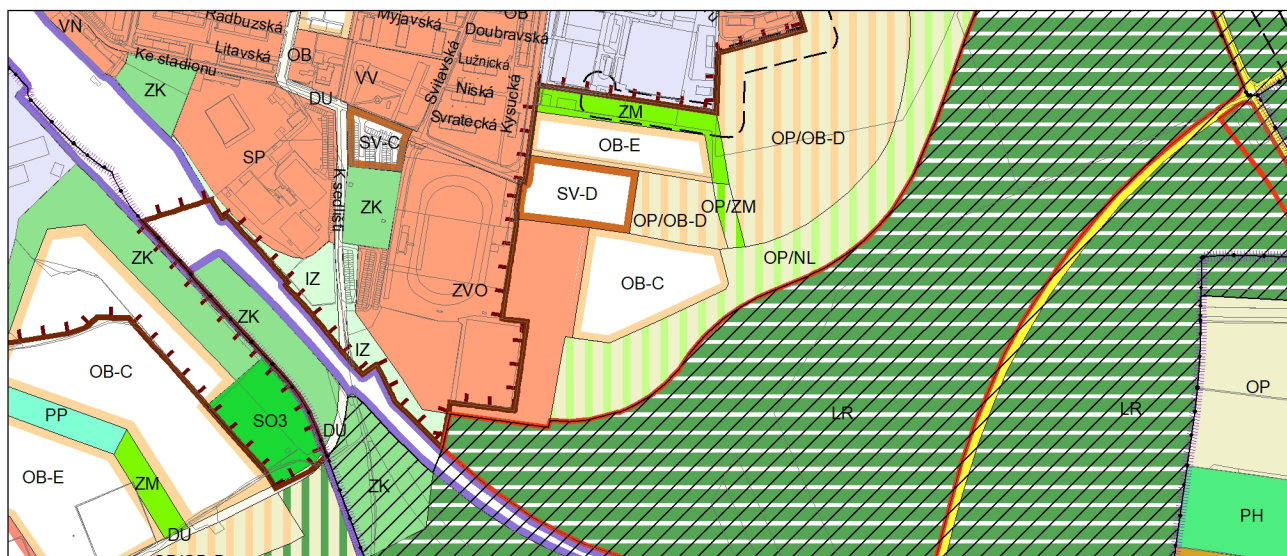 VN
Radbuzská
Myjavská
OB
Doubravská
Ke stadionu
Litavská
OB
Lužnická
ZK
VV
Svitavská
Niská
Kysucká
DU
Svratecká
ZM
SV-C
OB-E
OP/OB-D
SP
K sedlišti
SV-D
ZK
OP/OB-D
OP/ZM
ZK
OP/NL
IZ
ZVO
OB-C
ZK
IZ
OB-C
OP
PP
SO3
LR
LR
DU
OB-E
ZM
ZK
PH
DU